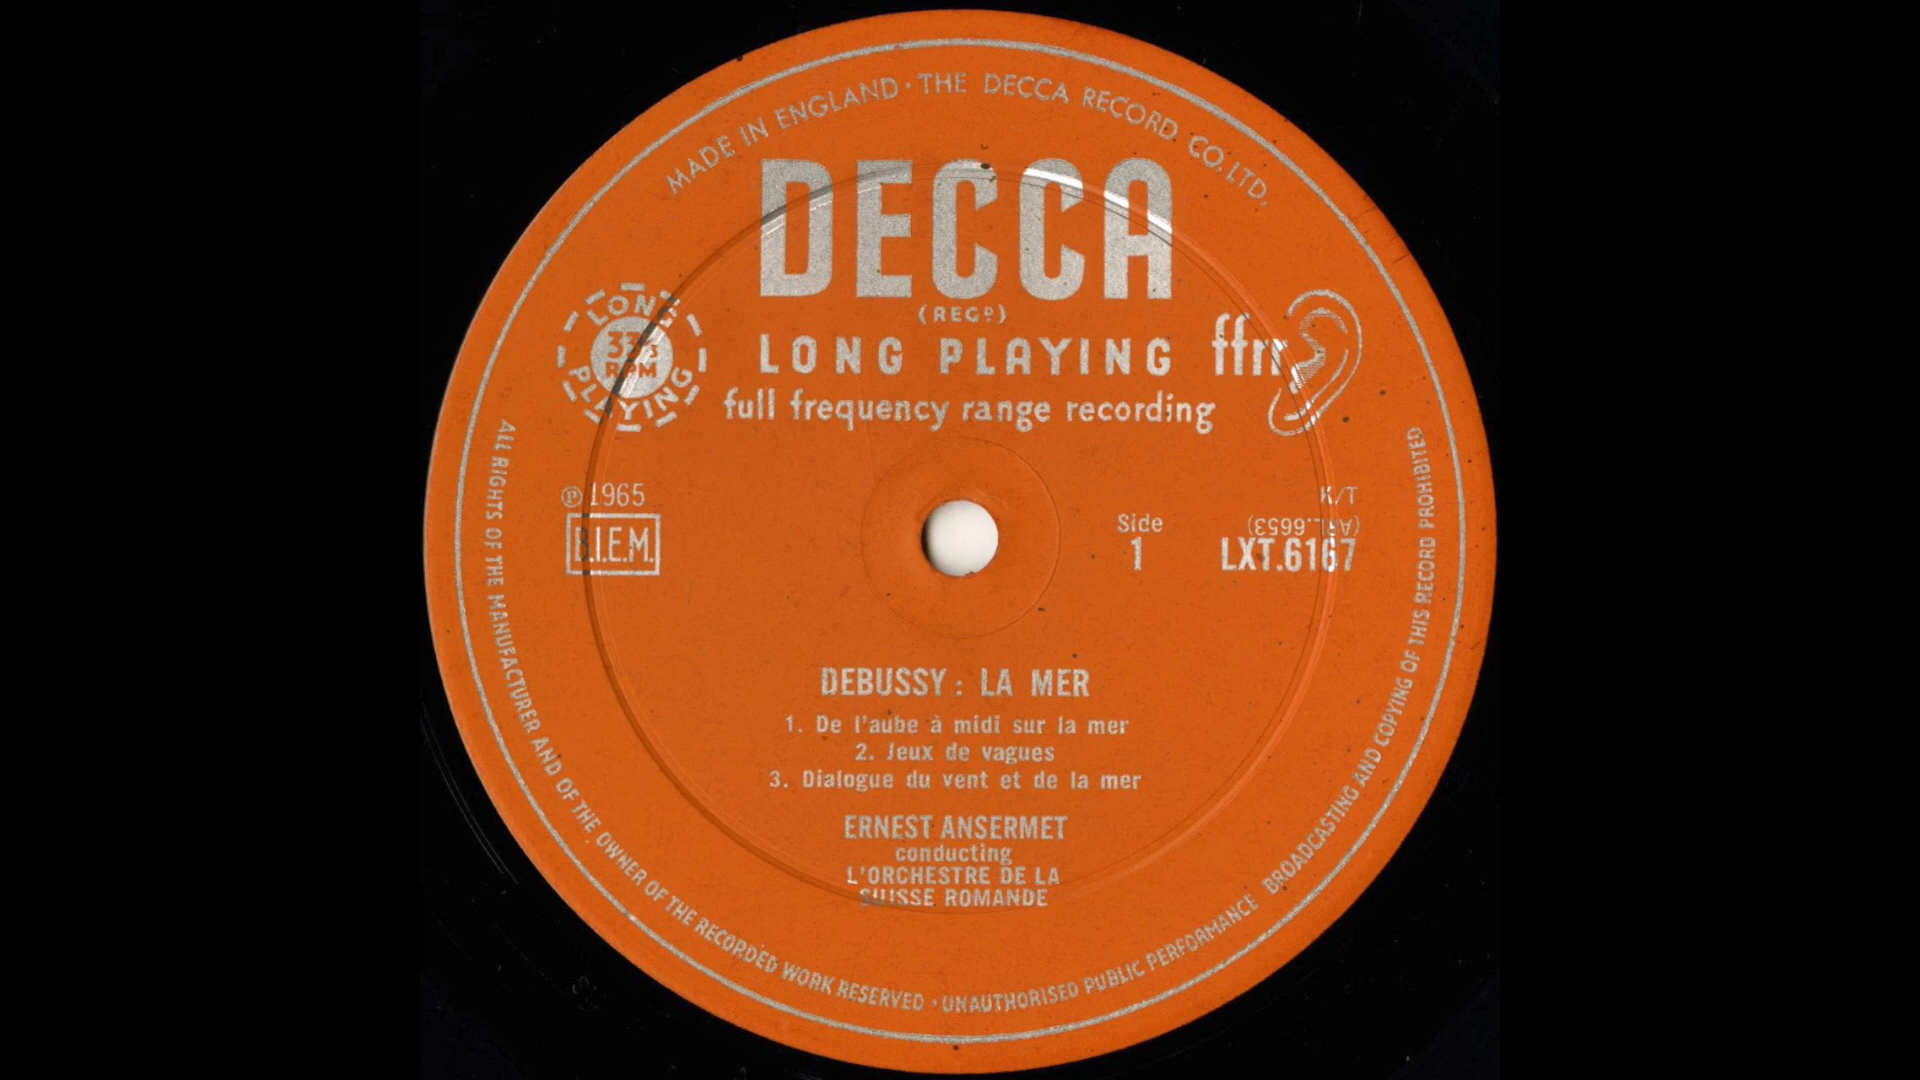 MADE IN ENGLAND · THE DECCA RECORD CO. LTD.
DECCA
(REGD)
LONG PLAYING
33⅓
RPM
LONG PLAYING ffrr
full frequency range recording
℗ 1965
B.I.E.M.
K/T
Side
1
(ARL.6653)
LXT.6167
DEBUSSY: LA MER
1. De l'aube à midi sur la mer
2. Jeux de vagues
3. Dialogue du vent et de la mer
ERNEST ANSERMET
conducting
L'ORCHESTRE DE LA
SUISSE ROMANDE
ALL RIGHTS OF THE MANUFACTURER AND OF THE OWNER OF THE RECORDED WORK RESERVED · UNAUTHORISED PUBLIC PERFORMANCE BROADCASTING AND COPYING OF THIS RECORD PROHIBITED